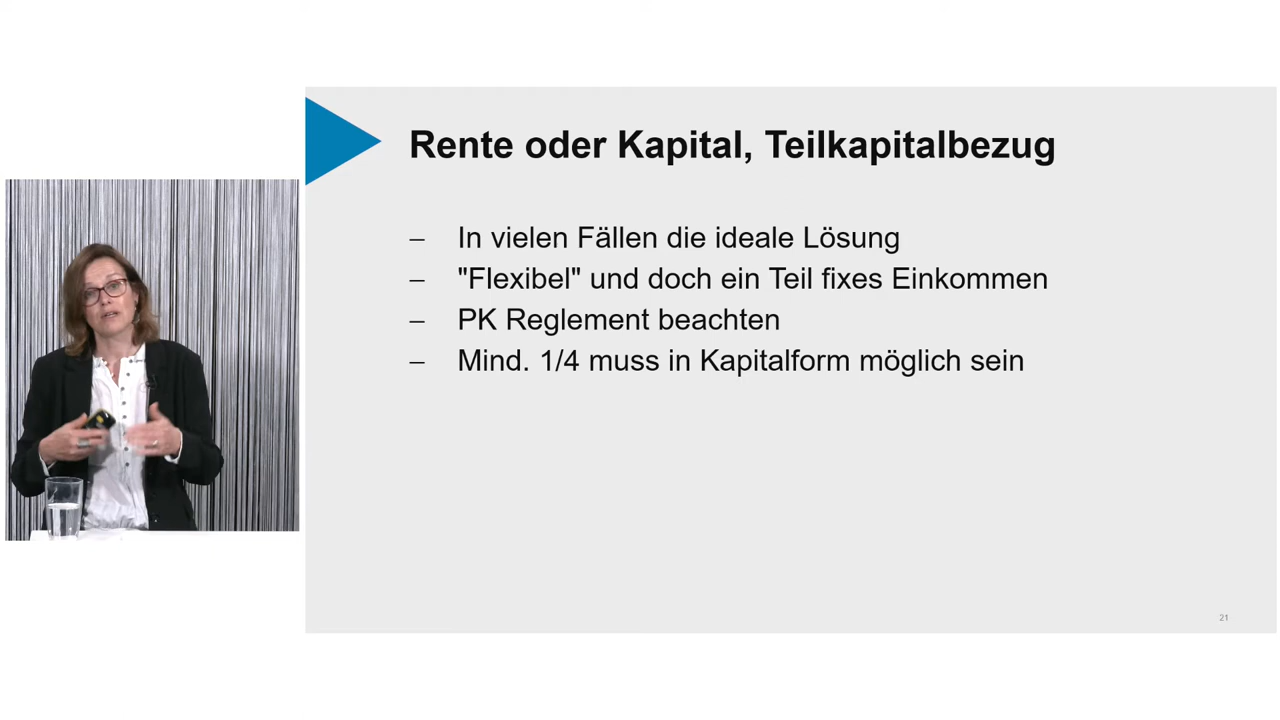 Rente oder Kapital, Teilkapitalbezug
– In vielen Fällen die ideale Lösung
– "Flexibel" und doch ein Teil fixes Einkommen
– PK Reglement beachten
– Mind. 1/4 muss in Kapitalform möglich sein
21